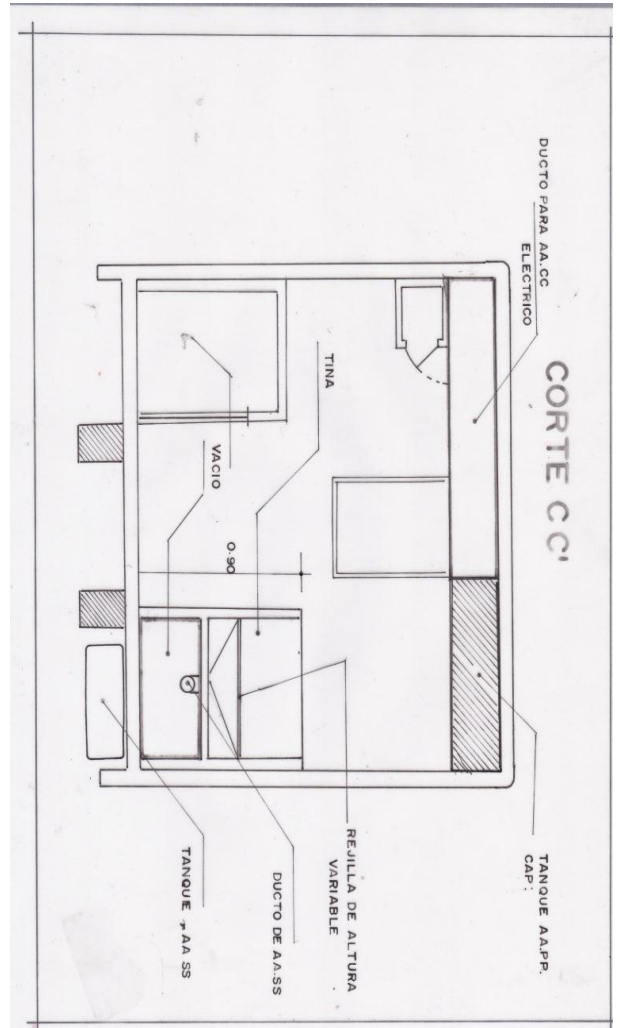 CORTE C C'
DUCTO PARA AA.CC
ELECTRICO
TANQUE AA.PP.
CAP:
REJILLA DE ALTURA
VARIABLE
TINA
DUCTO DE AA.SS
0.90
VACIO
TANQUE AA SS